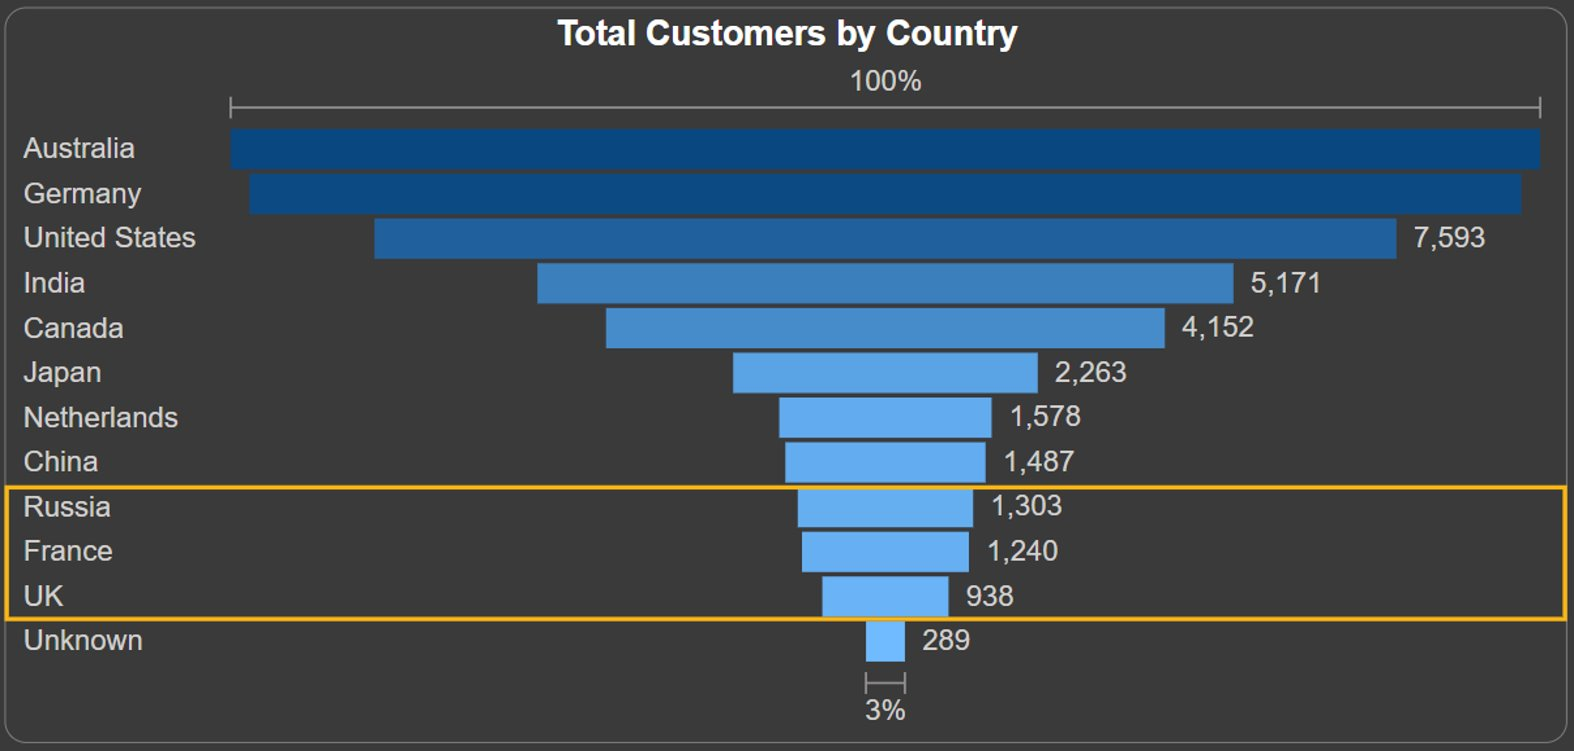 Total Customers by Country
100%
Australia
Germany
United States 7,593
India 5,171
Canada 4,152
Japan 2,263
Netherlands 1,578
China 1,487
Russia 1,303
France 1,240
UK 938
Unknown 289
3%